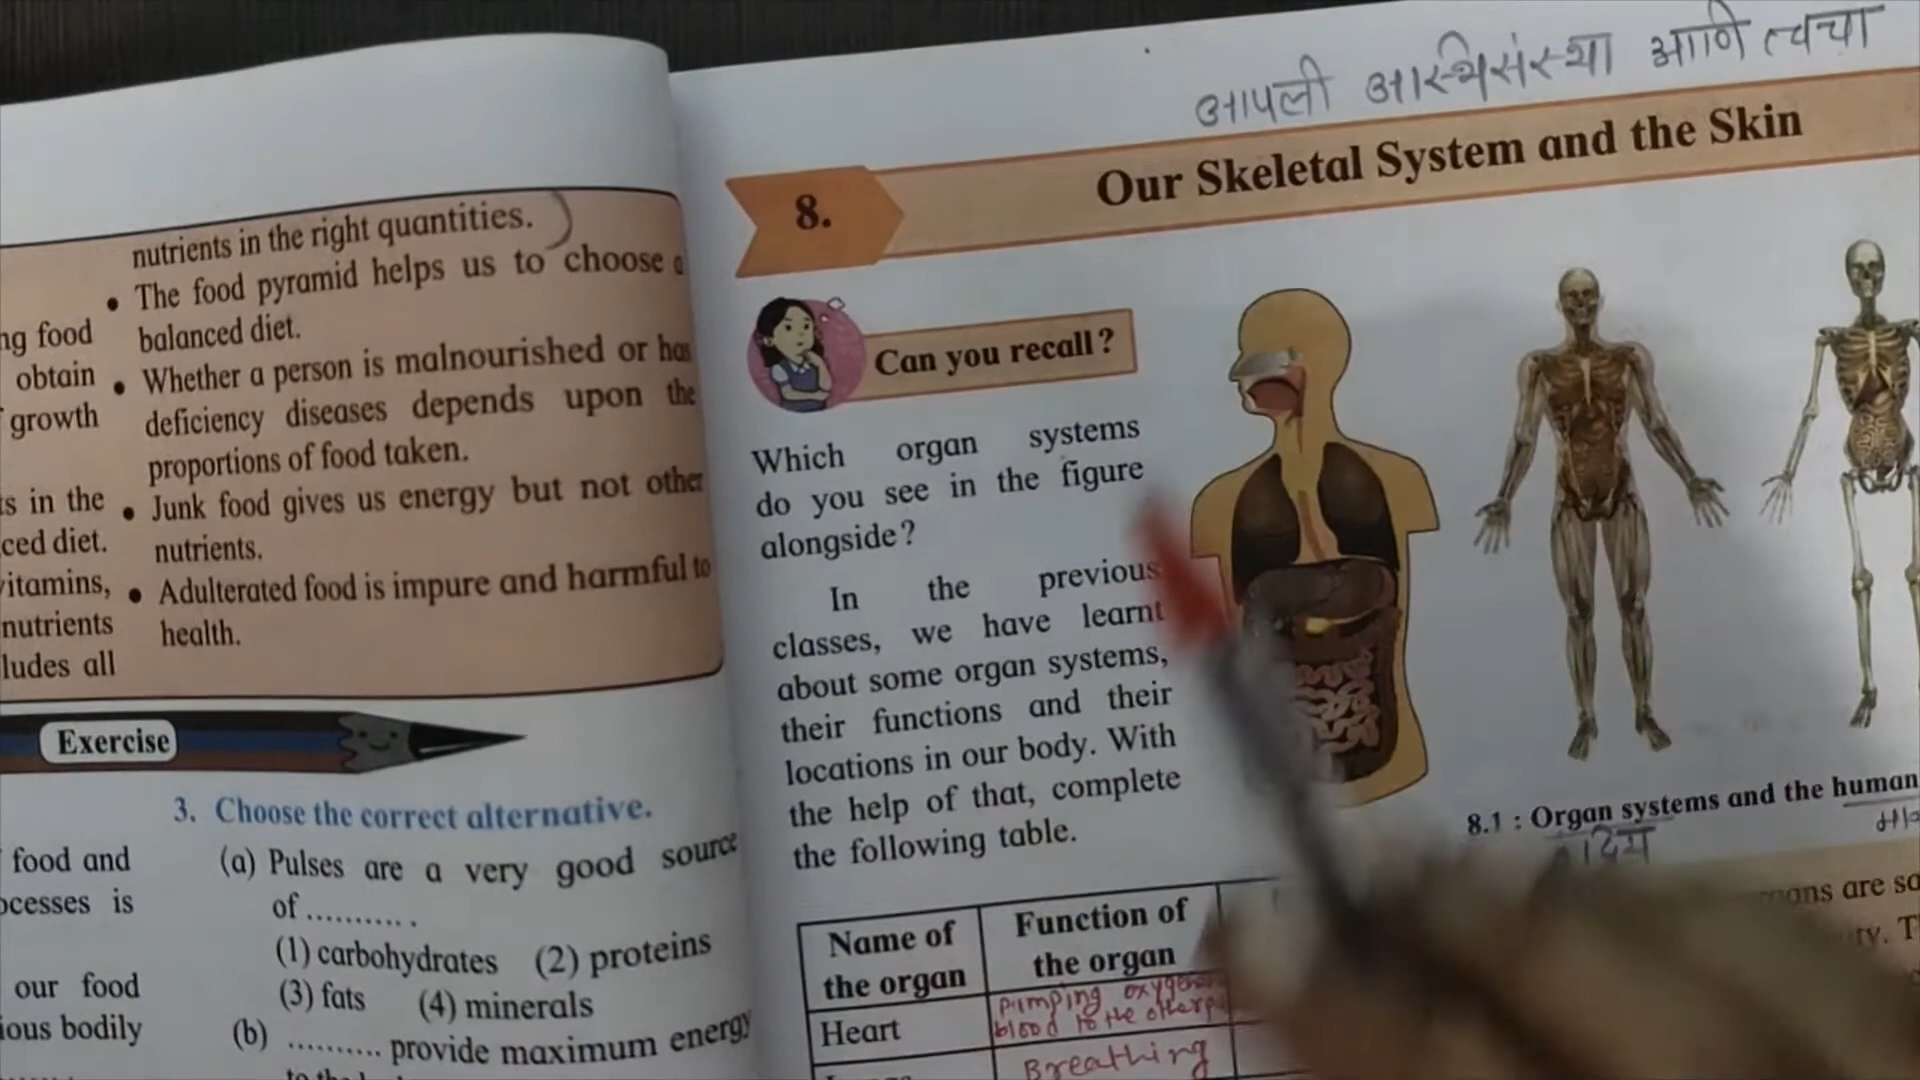 nutrients in the right quantities.
• The food pyramid helps us to choose a
balanced diet.
• Whether a person is malnourished or has
deficiency diseases depends upon the
proportions of food taken.
• Junk food gives us energy but not other
nutrients.
• Adulterated food is impure and harmful to
health.
ng food
obtain
growth
s in the
ced diet.
itamins,
nutrients
ludes all
Exercise
food and
ocesses is
our food
ious bodily
3. Choose the correct alternative.
(a) Pulses are a very good source
of ...........
(1) carbohydrates (2) proteins
(3) fats (4) minerals
(b) .......... provide maximum energy
आपली आस्थिसंस्था आणि त्वचा
8. Our Skeletal System and the Skin
Can you recall?
Which organ systems
do you see in the figure
alongside?
In the previous
classes, we have learnt
about some organ systems,
their functions and their
locations in our body. With
the help of that, complete
the following table.
8.1 : Organ systems and the human
ans are so
Name of
the organ
Function of
the organ
Heart
pumping
blood to the
Breathing